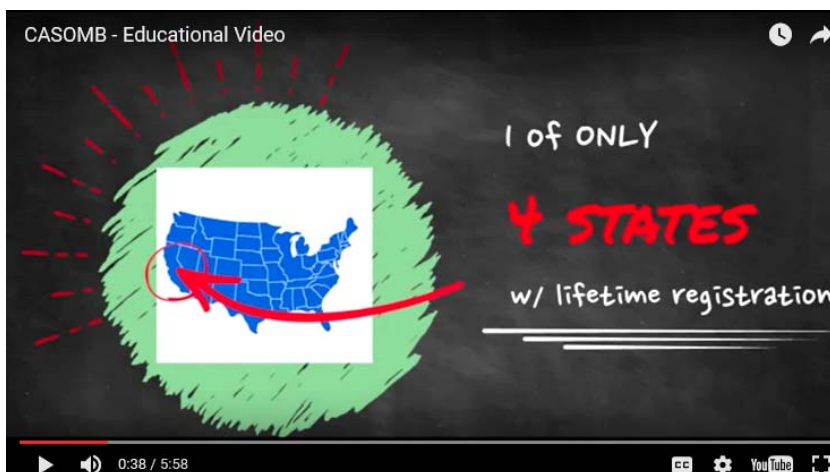 CASOMB - Educational Video
1 of ONLY
4 STATES
w/ lifetime registration
0:38 / 5:58
CC
YouTube